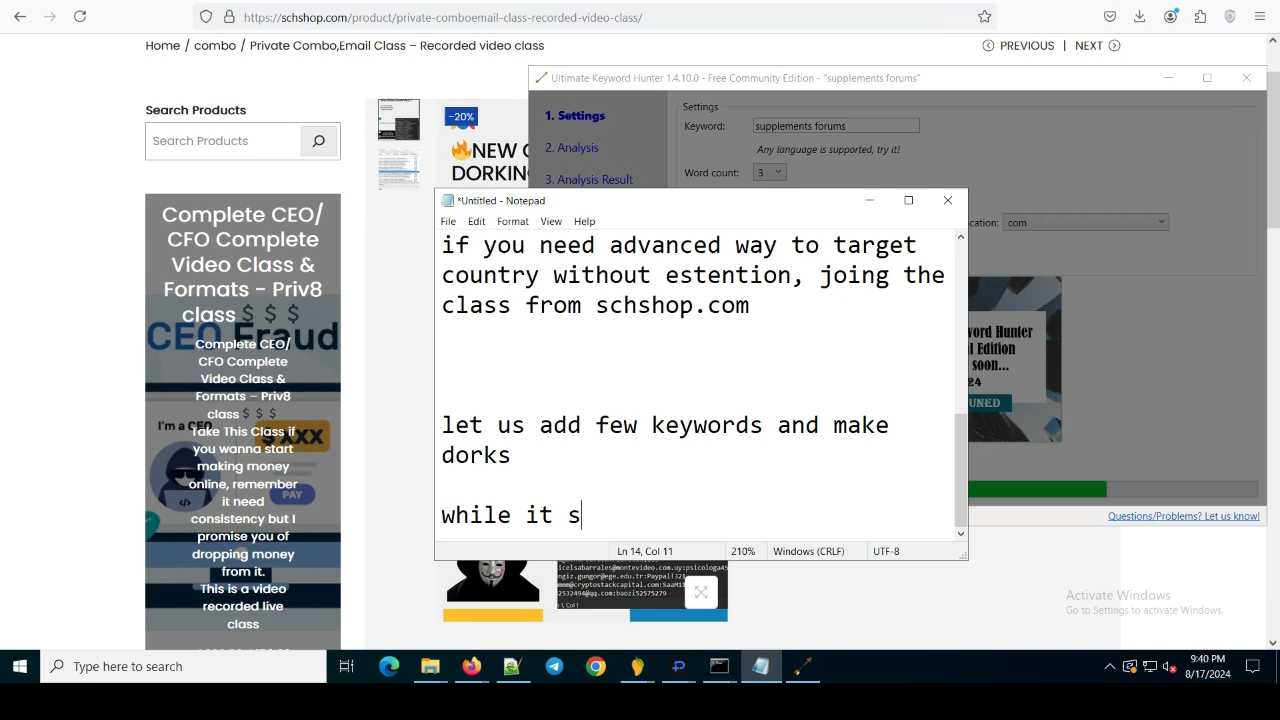 https://schshop.com/product/private-comboemail-class-recorded-video-class/
Home / combo / Private Combo,Email Class – Recorded video class
PREVIOUS | NEXT
Ultimate Keyword Hunter 1.4.10.0 - Free Community Edition - "supplements forums"
Search Products
Search Products
-20%
🔥NEW C
DORKIN
1. Settings
2. Analysis
3. Analysis Result
Settings
Keyword: supplements forums
Any language is supported, try it!
Word count: 3
cation: com
*Untitled - Notepad
File Edit Format View Help
if you need advanced way to target
country without estention, joing the
class from schshop.com
let us add few keywords and make
dorks
while it s
Ln 14, Col 11 210% Windows (CRLF) UTF-8
Complete CEO/
CFO Complete
Video Class &
Formats - Priv8
class $ $ $
CEO Fraud
Complete CEO/
CFO Complete
Video Class &
Formats – Priv8
class $ $ $
Take This Class if
you wanna start
making money
online, remember
it need
consistency but I
promise you of
dropping money
from it.
This is a video
recorded live
class
I'm a CEO
$XXX
PAY
word Hunter
l Edition
soon...
24
UNED
Questions/Problems? Let us know!
Activate Windows
Go to Settings to activate Windows.
Type here to search
9:40 PM
8/17/2024